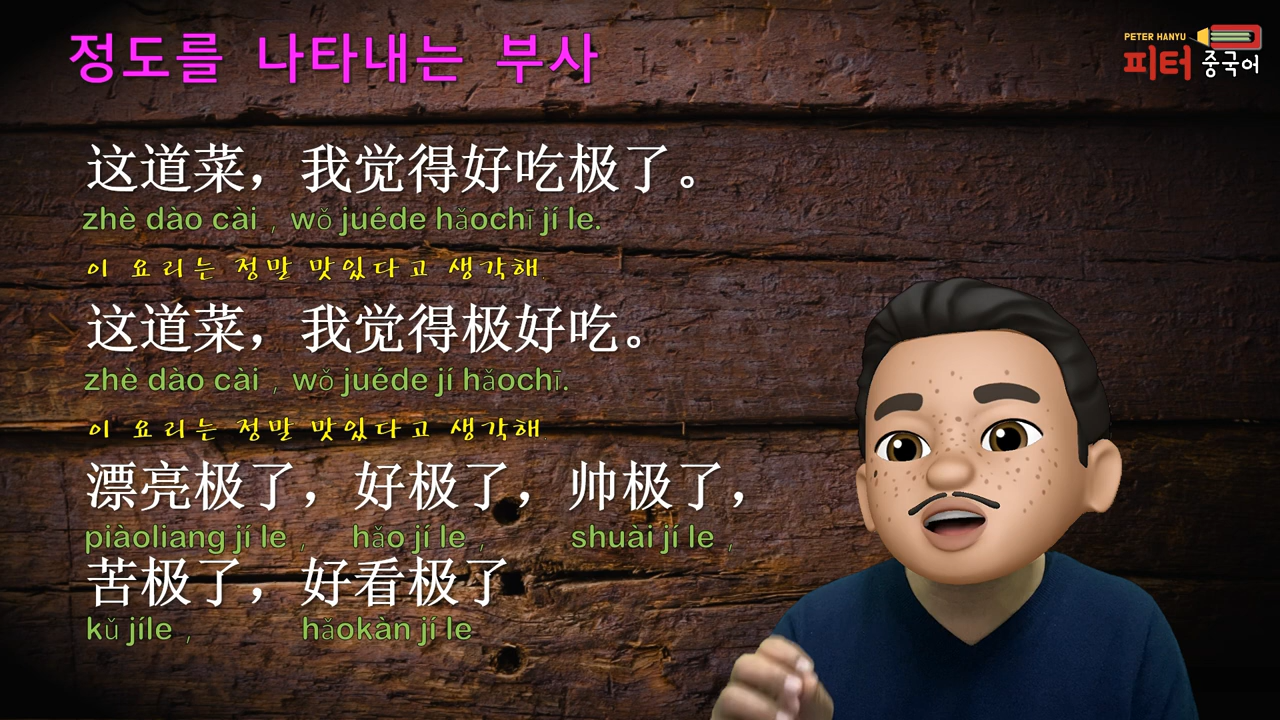 정도를 나타내는 부사
PETER HANYU
피터 중국어
这道菜，我觉得好吃极了。
zhè dào cài , wǒ juéde hǎochī jí le.
이 요리는 정말 맛있다고 생각해.
这道菜，我觉得极好吃。
zhè dào cài , wǒ juéde jí hǎochī.
이 요리는 정말 맛있다고 생각해.
漂亮极了，好极了，帅极了，
piàoliang jí le , hǎo jí le , shuài jí le ,
苦极了，好看极了
kǔ jíle , hǎokàn jí le